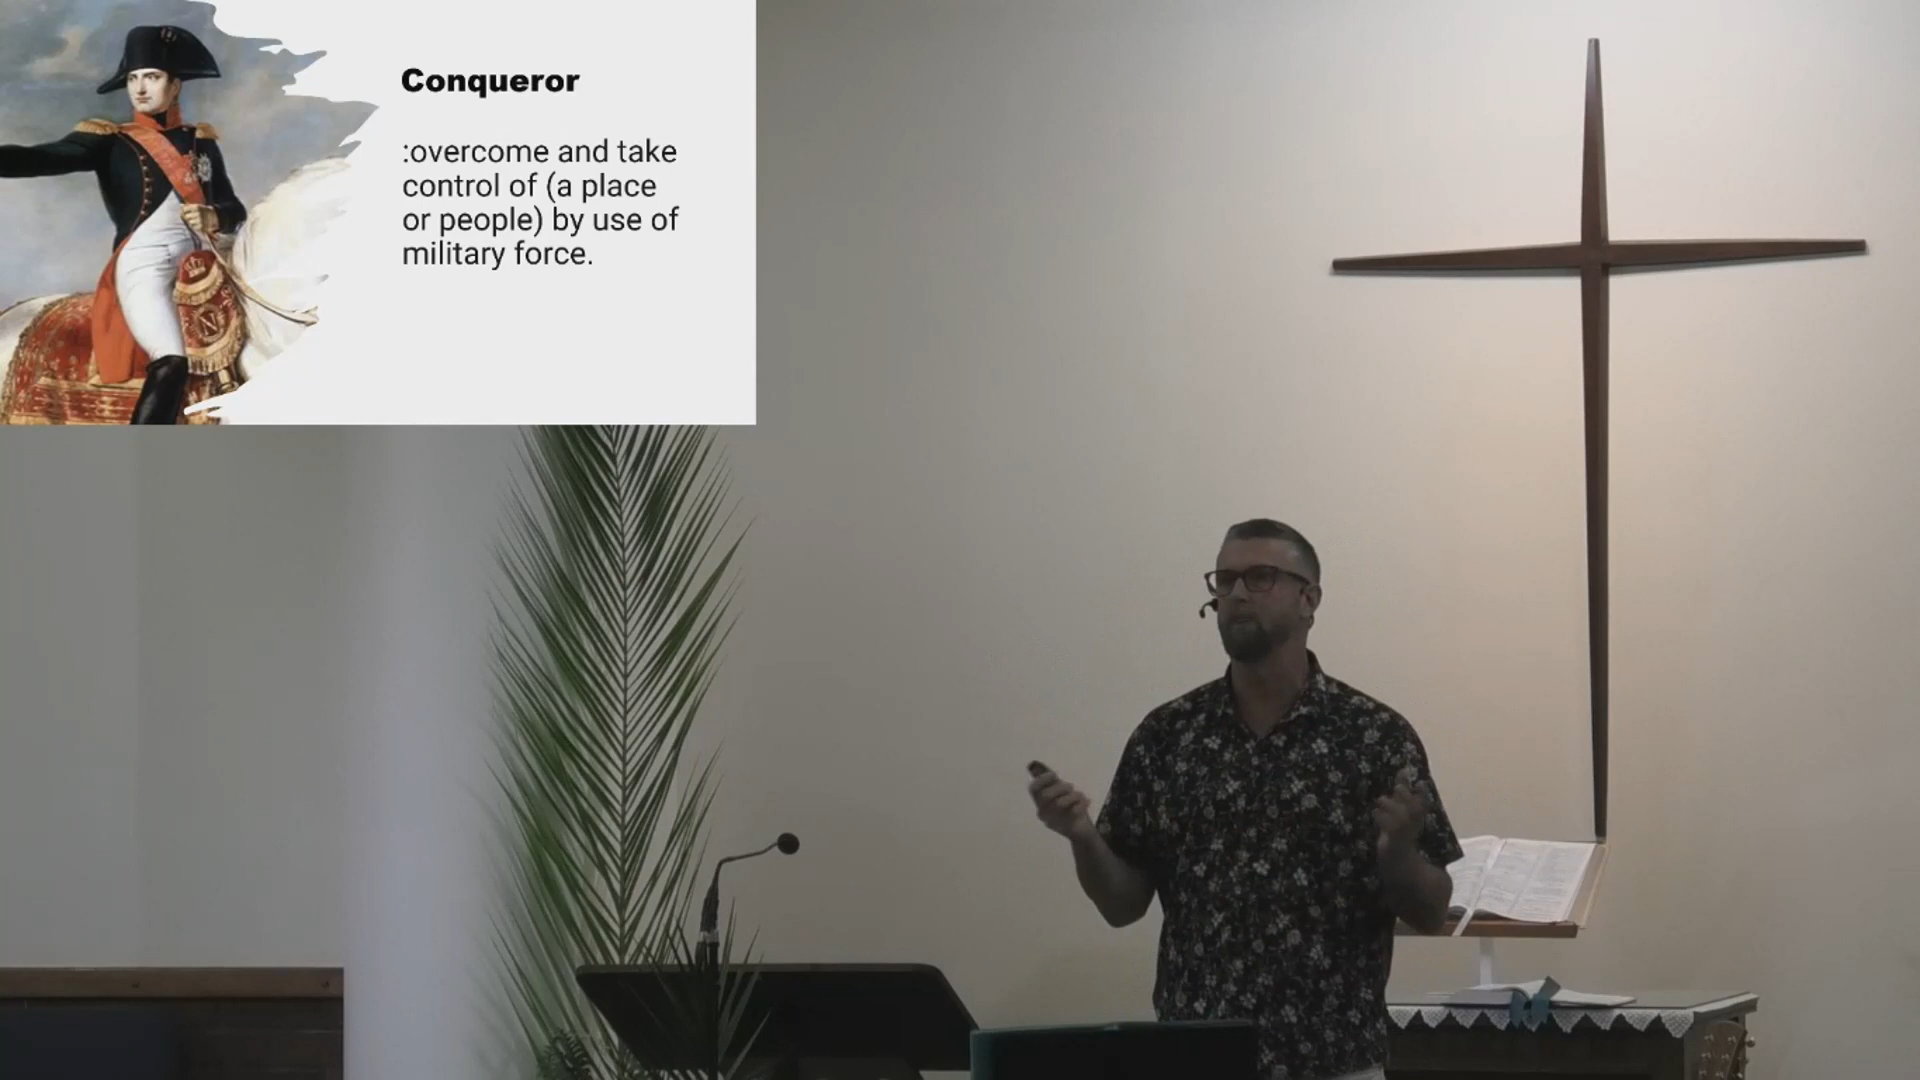 Conqueror
:overcome and take
control of (a place
or people) by use of
military force.
N